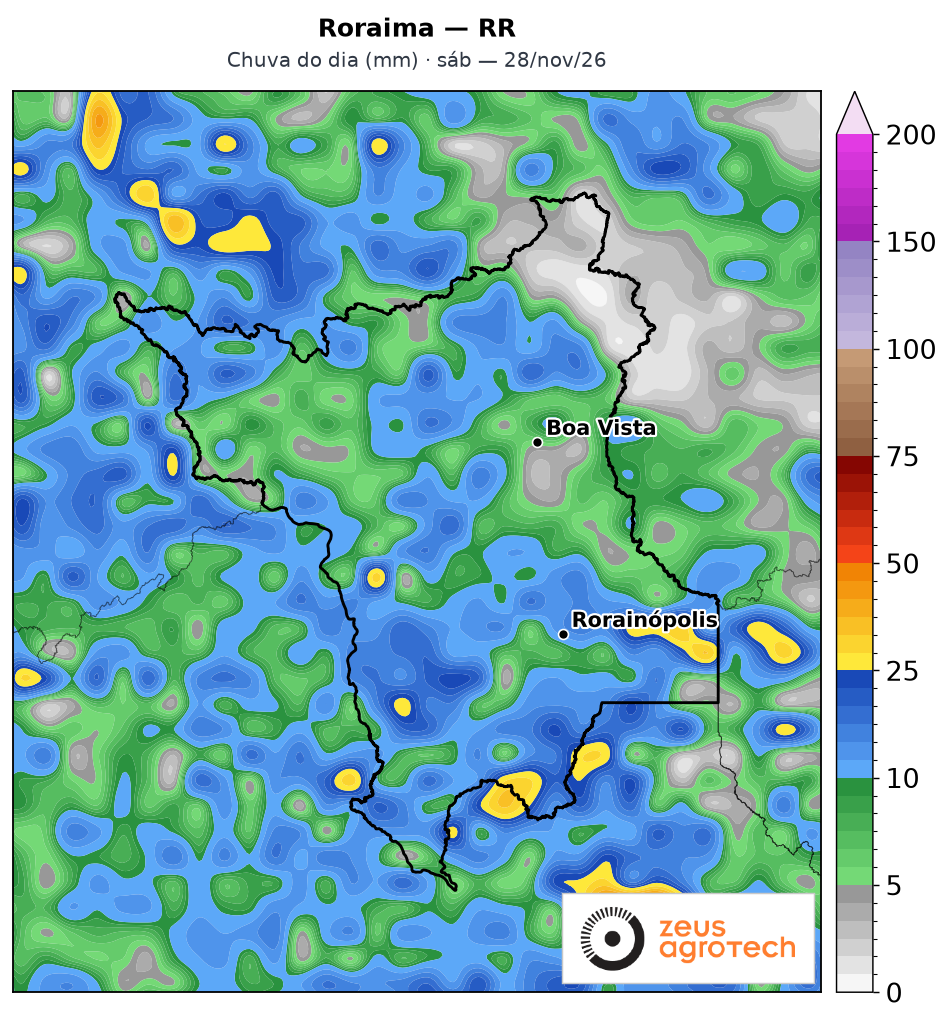 Roraima — RR
Chuva do dia (mm) · sáb — 28/nov/26
200
150
100
75
50
25
10
5
0
Boa Vista
Rorainópolis
zeus
agrotech